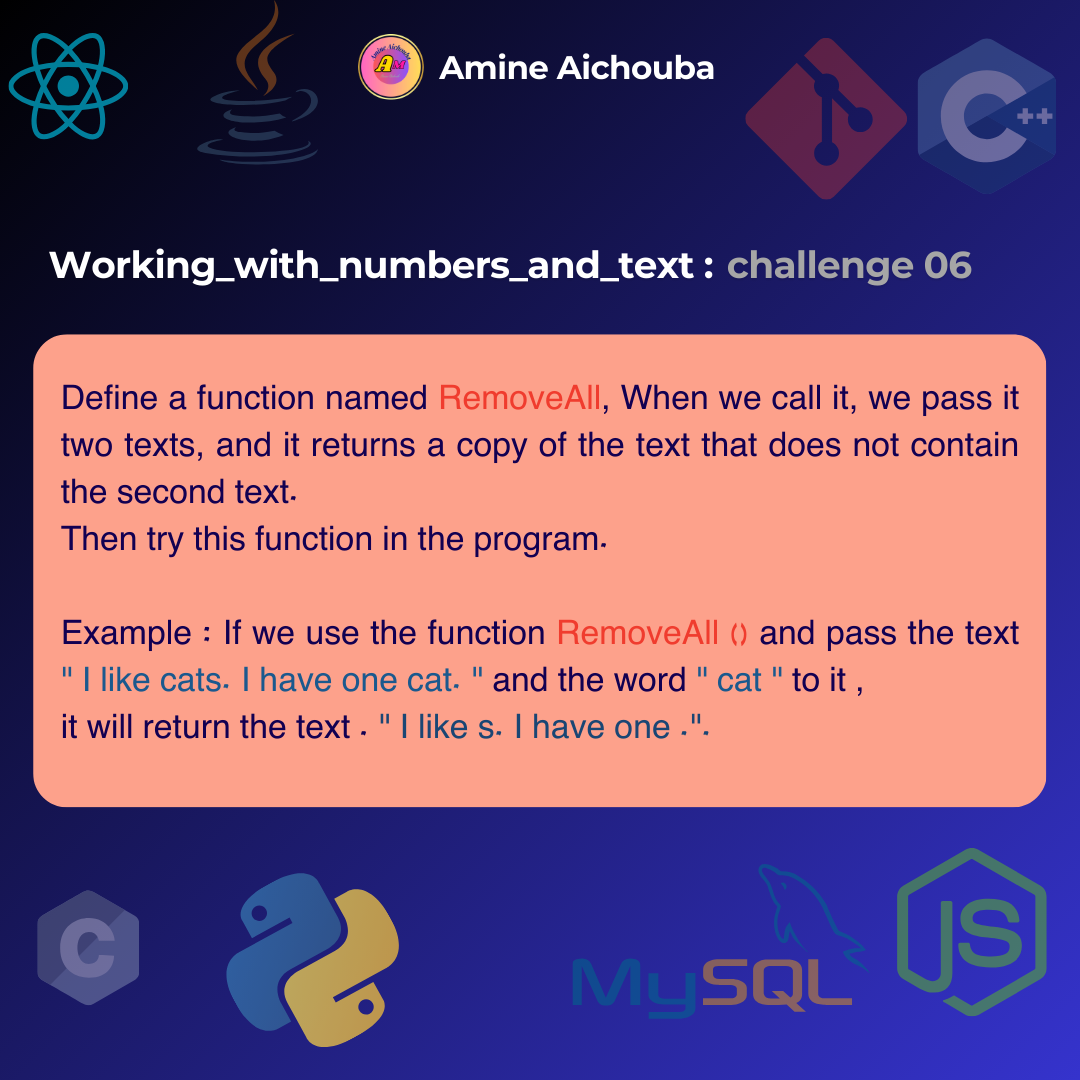 Amine Aichouba
AM
Amine Aichouba
C++
Working_with_numbers_and_text : challenge 06
Define a function named RemoveAll, When we call it, we pass it
two texts, and it returns a copy of the text that does not contain
the second text.
Then try this function in the program.
Example : If we use the function RemoveAll () and pass the text
" I like cats. I have one cat. " and the word " cat " to it ,
it will return the text . " I like s. I have one .".
C
MySQL
JS